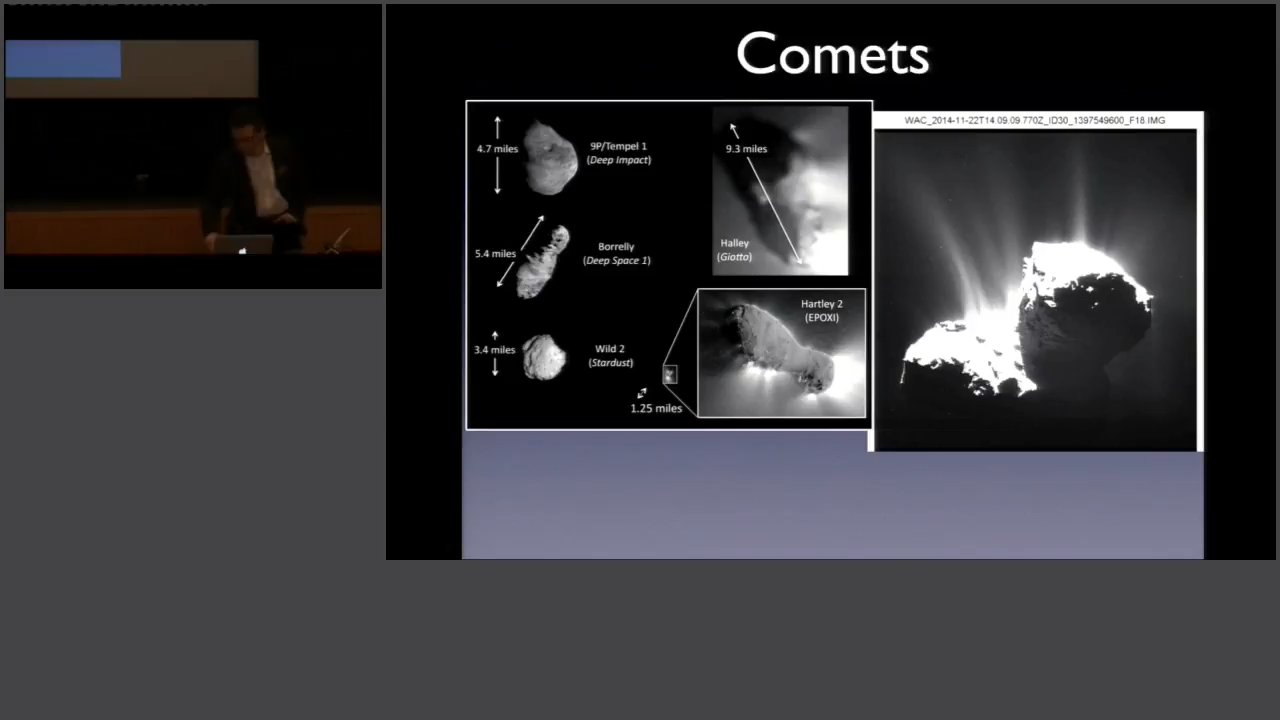 Comets
4.7 miles
9P/Tempel 1
(Deep Impact)
5.4 miles
Borrelly
(Deep Space 1)
3.4 miles
Wild 2
(Stardust)
9.3 miles
Halley
(Giotto)
Hartley 2
(EPOXI)
1.25 miles
WAC_2014-11-22T14.09.09.770Z_ID30_1397549600_F18.IMG